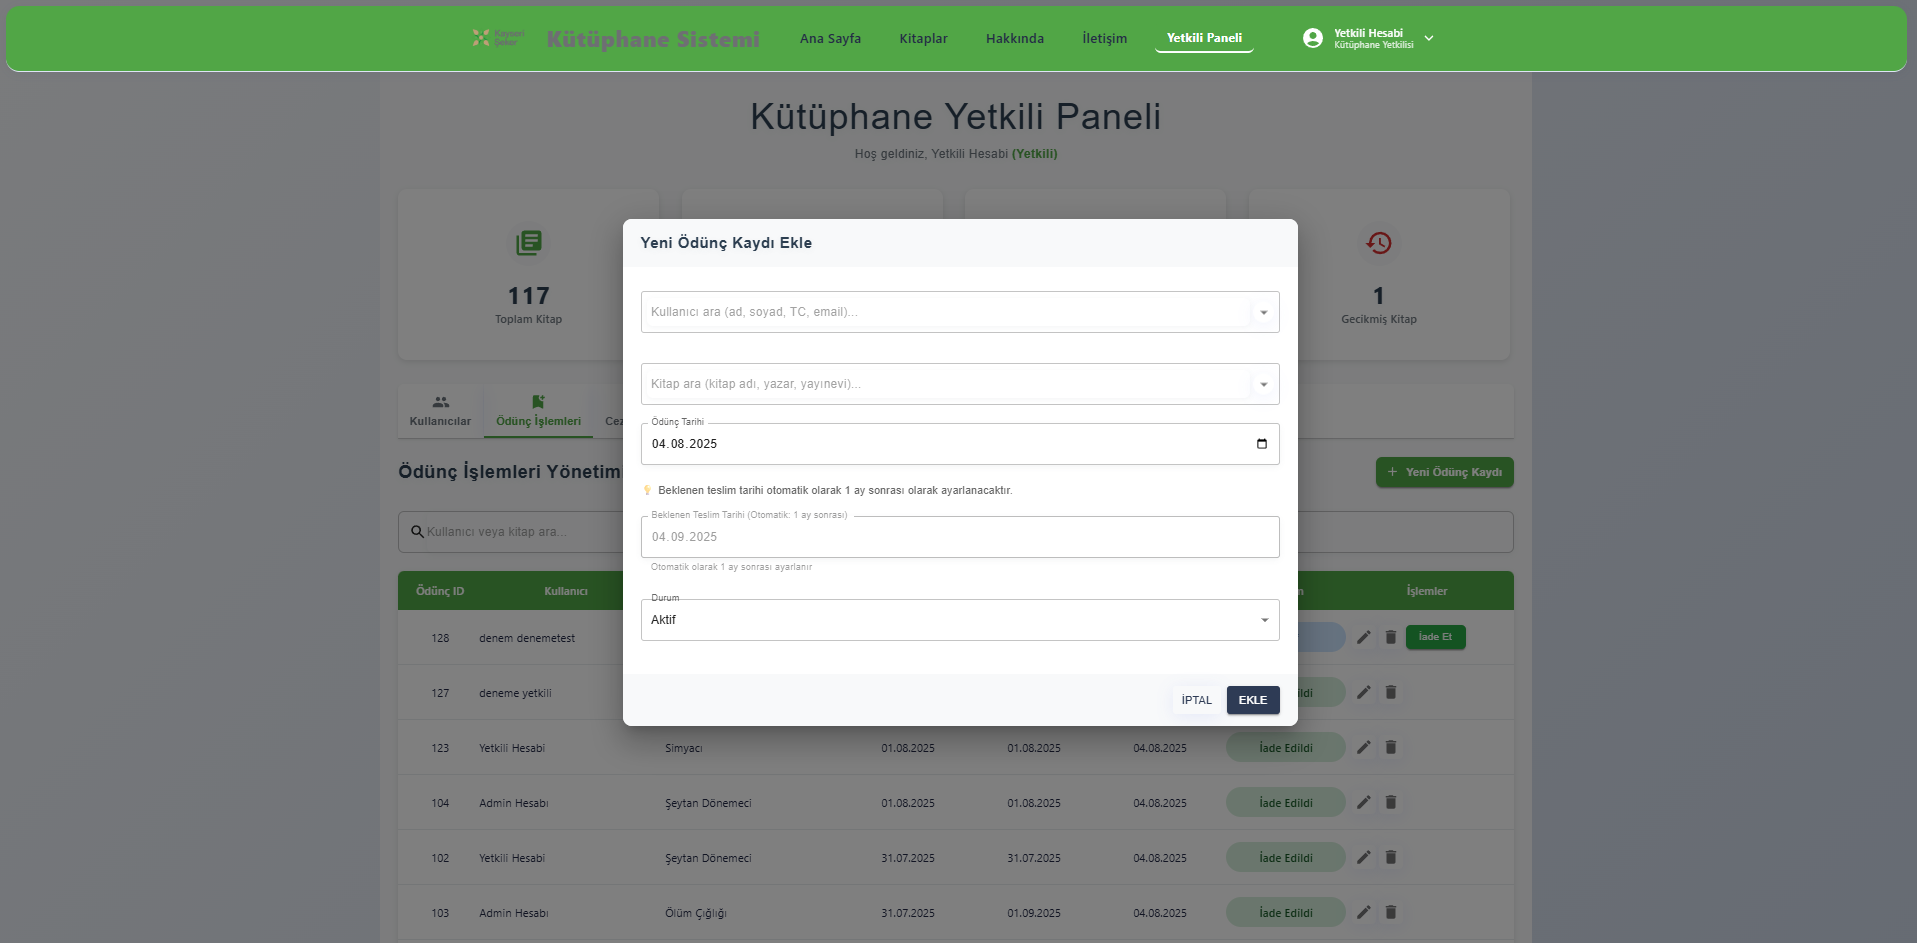 Kayseri Şeker
Kütüphane Sistemi
Ana Sayfa
Kitaplar
Hakkında
İletişim
Yetkili Paneli
Yetkili Hesabi
Kütüphane Yetkilisi
Kütüphane Yetkili Paneli
Hoş geldiniz, Yetkili Hesabi (Yetkili)
117
Toplam Kitap
1
Gecikmiş Kitap
Kullanıcılar
Ödünç İşlemleri
Cez
Ödünç İşlemleri Yönetim
+ Yeni Ödünç Kaydı
Kullanıcı veya kitap ara...
Yeni Ödünç Kaydı Ekle
Kullanıcı ara (ad, soyad, TC, email)...
Kitap ara (kitap adı, yazar, yayınevi)...
Ödünç Tarihi
04.08.2025
Beklenen teslim tarihi otomatik olarak 1 ay sonrası olarak ayarlanacaktır.
Beklenen Teslim Tarihi (Otomatik: 1 ay sonrası)
04.09.2025
Otomatik olarak 1 ay sonrası ayarlanır
Durum
Aktif
İPTAL
EKLE
Ödünç ID Kullanıcı m İşlemler
128 denem denemetest İade Et
127 deneme yetkili ldi
123 Yetkili Hesabi Simyacı 01.08.2025 01.08.2025 04.08.2025 İade Edildi
104 Admin Hesabı Şeytan Dönemeci 01.08.2025 01.08.2025 04.08.2025 İade Edildi
102 Yetkili Hesabi Şeytan Dönemeci 31.07.2025 31.07.2025 04.08.2025 İade Edildi
103 Admin Hesabı Ölüm Çığlığı 31.07.2025 01.09.2025 04.08.2025 İade Edildi